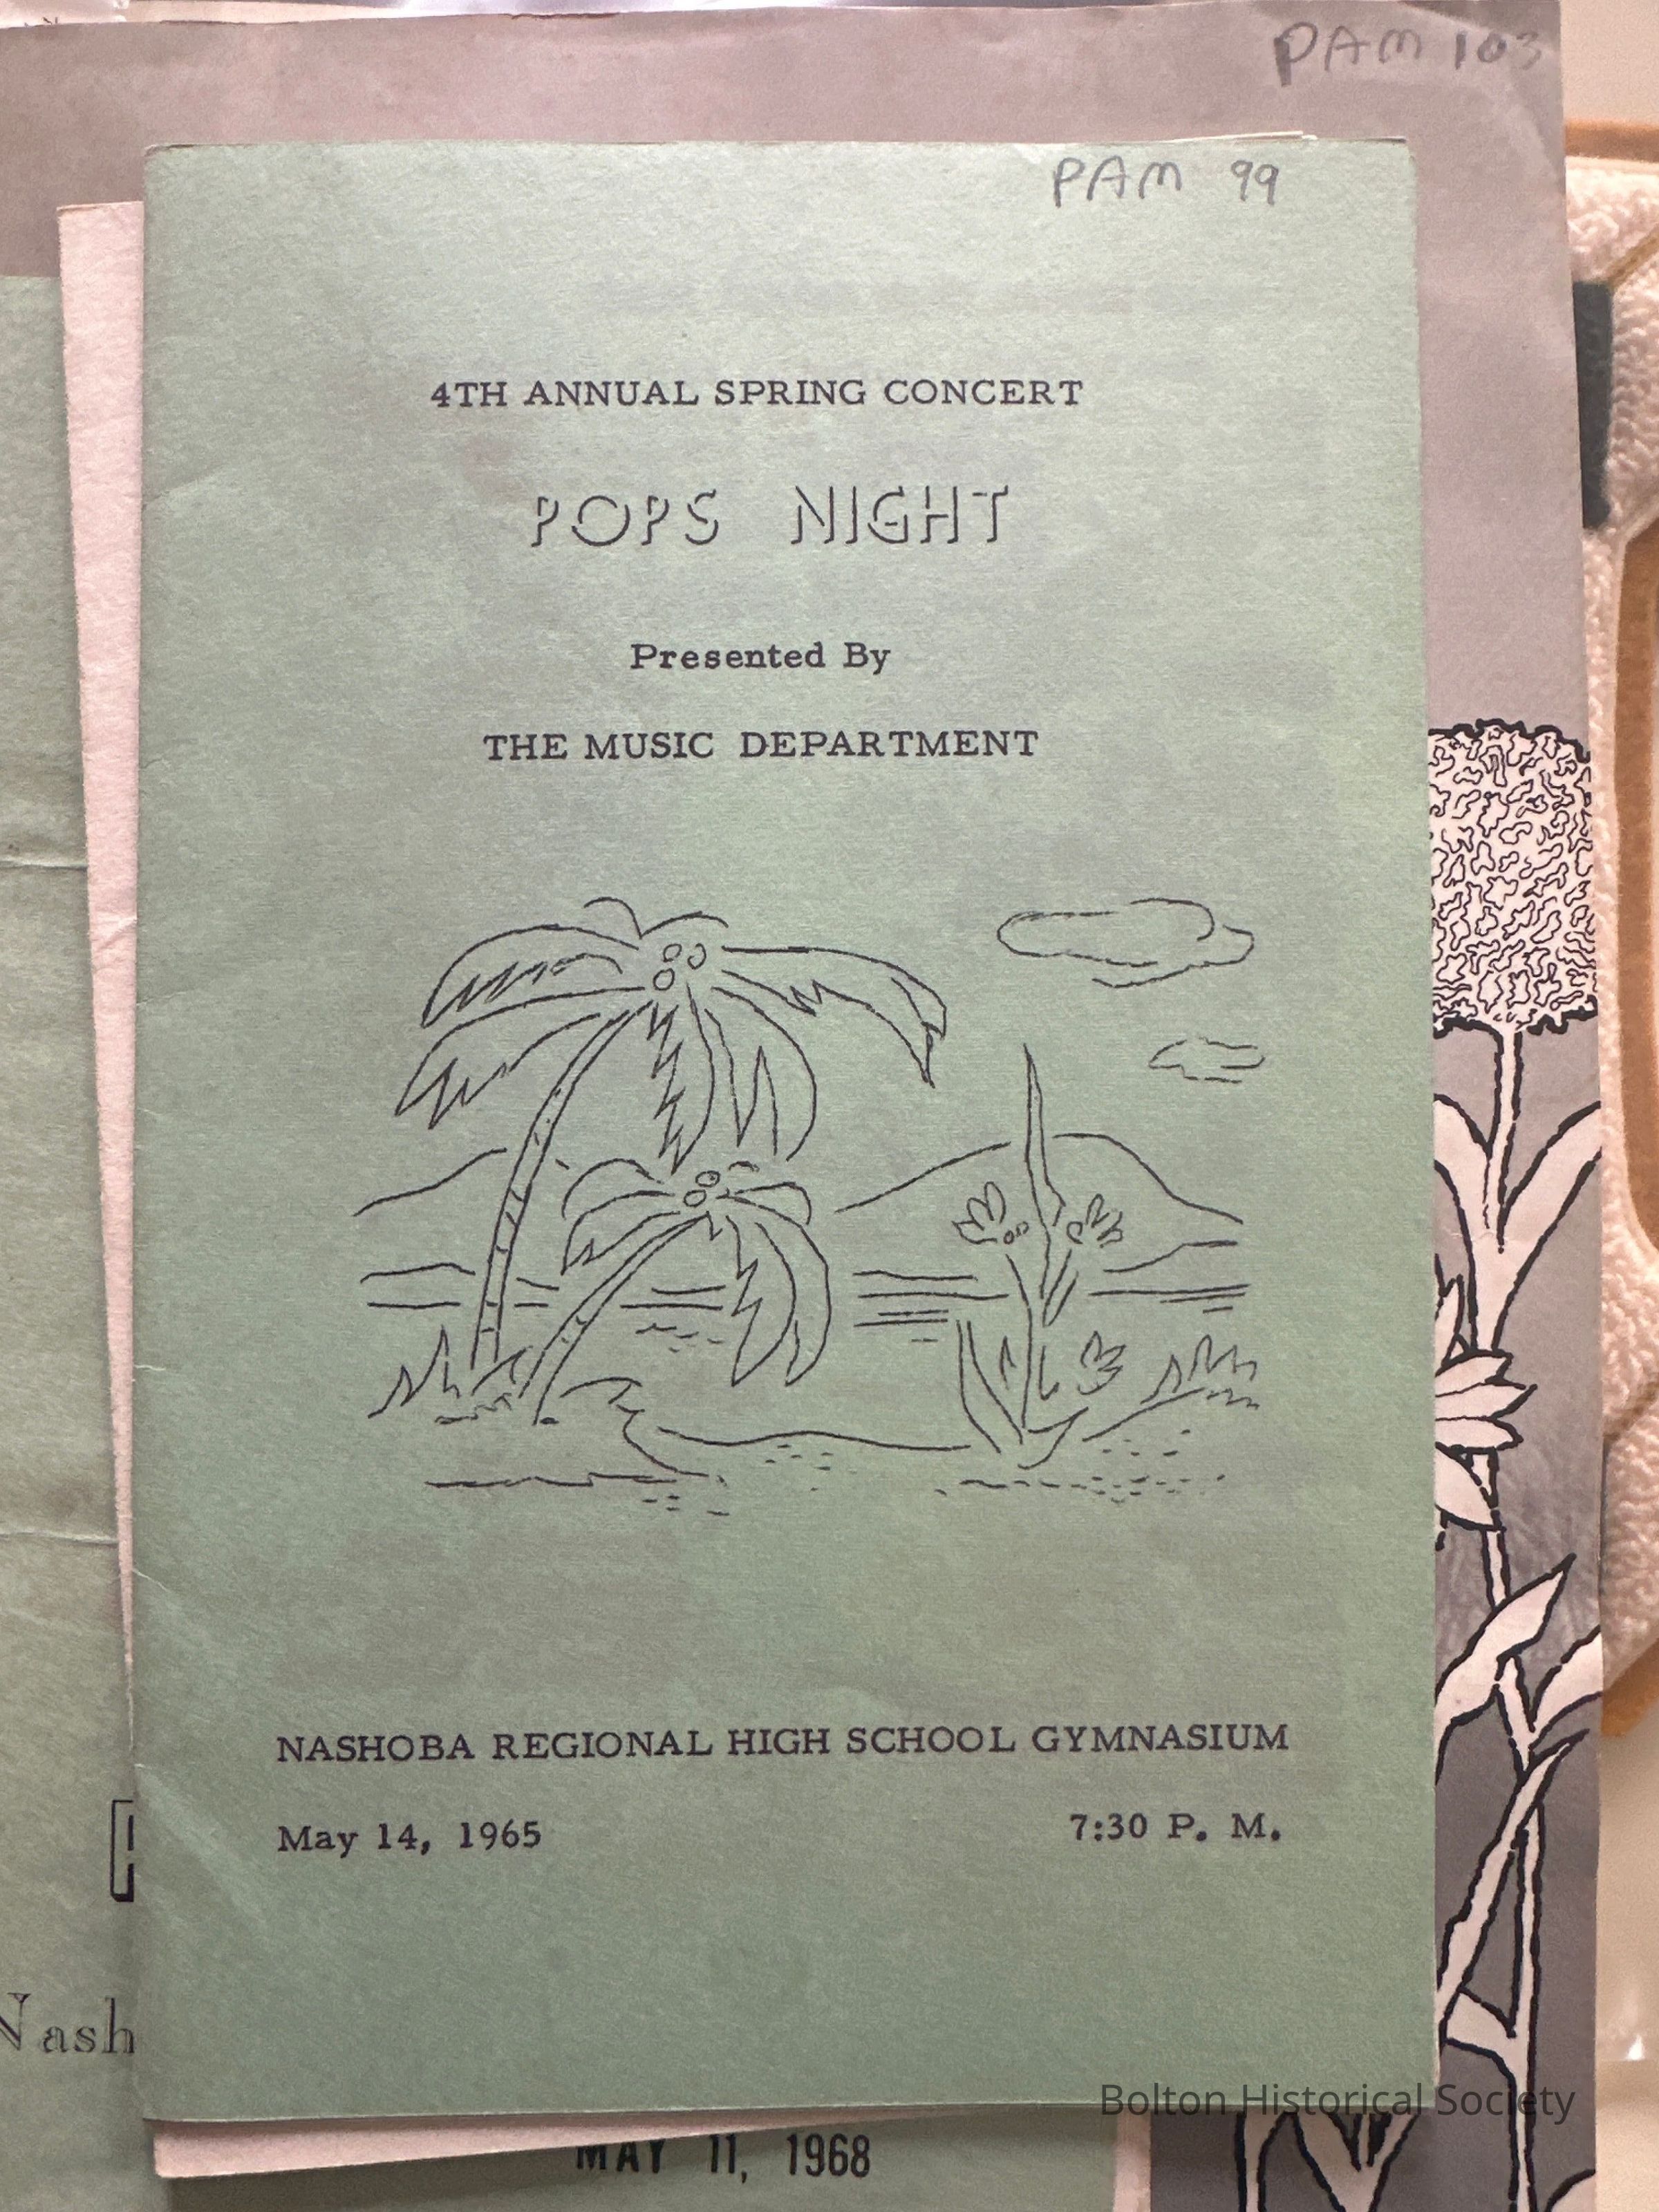 PAM 103
PAM 99
4TH ANNUAL SPRING CONCERT
POPS NIGHT
Presented By
THE MUSIC DEPARTMENT
NASHOBA REGIONAL HIGH SCHOOL GYMNASIUM
May 14, 1965 7:30 P. M.
Nash
Bolton Historical Society
MAY 11, 1968